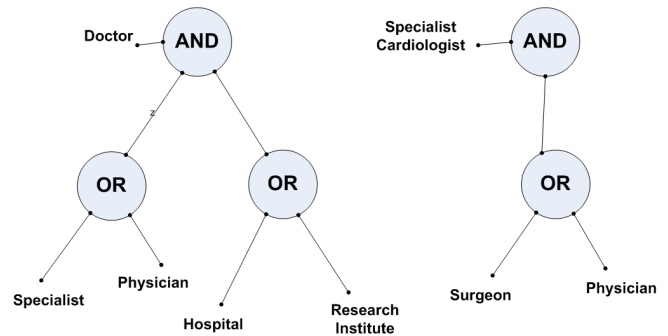 Doctor
AND
z
OR
OR
Specialist
Physician
Hospital
Research
Institute
Specialist
Cardiologist
AND
OR
Surgeon
Physician